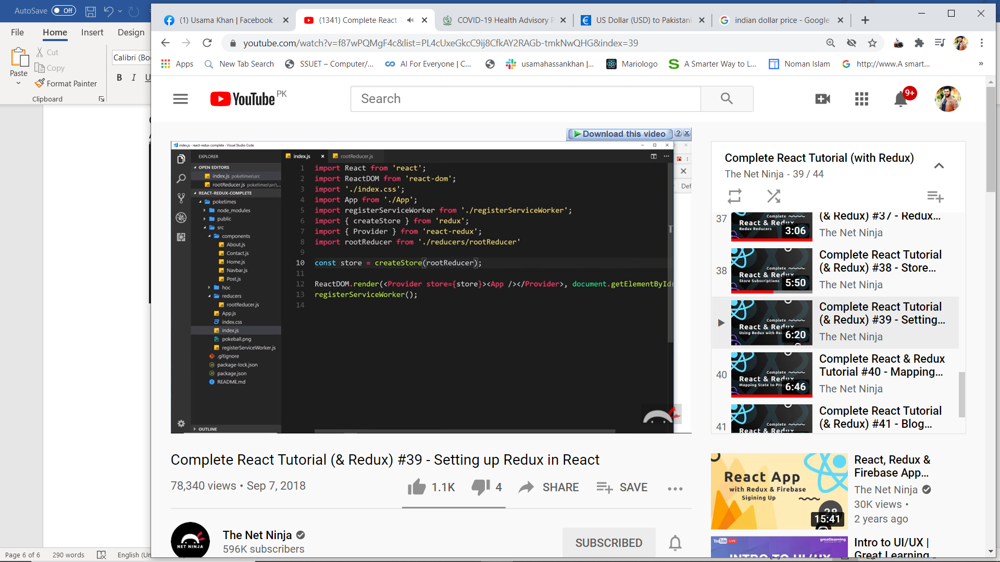 AutoSave Off
File Home Insert Design
Paste
Cut
Copy
Format Painter
Clipboard
Calibri (Bo
B I U
(1) Usama Khan | Facebook
(1341) Complete React T
COVID-19 Health Advisory P
US Dollar (USD) to Pakistani
indian dollar price - Google
youtube.com/watch?v=f87wPQMgF4c&list=PL4cUxeGkcC9ij8CfkAY2RAGb-tmkNwQHG&index=39
Apps
New Tab Search
SSUET – Computer/...
AI For Everyone | C...
usamahassankhan |...
Mariologo
A Smarter Way to L...
Noman Islam
http://www.A smart...
»
YouTube PK
Search
9+
Download this video
index.js - react-redux-complete - Visual Studio Code
EXPLORER
OPEN EDITORS
index.js poketimes\src
rootReducer.js poketimes\src\...
REACT-REDUX-COMPLETE
poketimes
node_modules
public
src
components
About.js
Contact.js
Home.js
Navbar.js
Post.js
hoc
reducers
rootReducer.js
App.js
index.css
index.js
pokeball.png
registerServiceWorker.js
.gitignore
package-lock.json
package.json
README.md
OUTLINE
index.js
rootReducer.js
1 import React from 'react';
2 import ReactDOM from 'react-dom';
3 import './index.css';
4 import App from './App';
5 import registerServiceWorker from './registerServiceWorker';
6 import { createStore } from 'redux';
7 import { Provider } from 'react-redux';
8 import rootReducer from './reducers/rootReducer'
9
10 const store = createStore(rootReducer);
11
12 ReactDOM.render(<Provider store={store}><App /></Provider>, document.getElementById(
13 registerServiceWorker();
14
Def
Complete React Tutorial (with Redux)
The Net Ninja - 39 / 44
37
Complete
React & Redux
Redux Reducers
3:06
(& Redux) #37 - Redux...
The Net Ninja
38
Complete
React & Redux
Store Subscriptions
5:50
Complete React Tutorial
(& Redux) #38 - Store...
The Net Ninja
Complete
React & Redux
Using Redux with Rea
6:20
Complete React Tutorial
(& Redux) #39 - Setting...
The Net Ninja
40
Complete
React & Redux
Mapping State to Pro
6:46
Complete React & Redux
Tutorial #40 - Mapping...
The Net Ninja
41
Complete
React & Redux
Complete React Tutorial
(& Redux) #41 - Blog...
Complete React Tutorial (& Redux) #39 - Setting up Redux in React
78,340 views • Sep 7, 2018
1.1K
4
SHARE
SAVE
NET NINJA
The Net Ninja
596K subscribers
SUBSCRIBED
React App
with Redux & Firebase
Sigining Up
28
15:41
React, Redux &
Firebase App...
The Net Ninja
30K views •
2 years ago
YouTube LIVE
greatlearning
INTRO TO UI/UX
Intro to UI/UX |
Great Learning
Page 6 of 6
290 words
English (Un